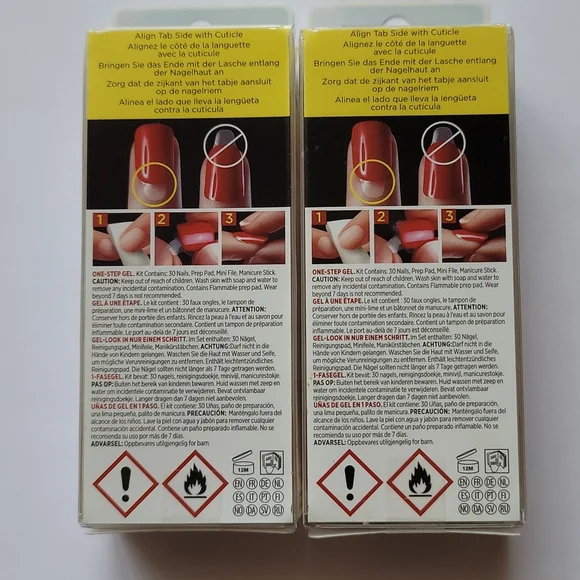 Align Tab Side with Cuticle
Alignez le côté de la languette
avec la cuticule
Bringen Sie das Ende mit der Lasche entlang
der Nagelhaut an
Zorg dat de zijkant van het tabje aansluit
op de nagelriem
Alinea el lado que lleva la lengüeta
contra la cutícula
1 2 3
ONE-STEP GEL. Kit Contains: 30 Nails, Prep Pad, Mini File, Manicure Stick.
CAUTION: Keep out of reach of children. Wash skin with soap and water to
remove any incidental contamination. Contains Flammable prep pad. Wear
beyond 7 days is not recommended.
GEL À UNE ÉTAPE. Le kit contient : 30 faux ongles, le tampon de
préparation, une mini-lime et un bâtonnet de manucure. ATTENTION:
Conserver hors de portée des enfants. Rincez la peau à l'eau et au savon pour
éliminer toute contamination secondaire. Contient un tampon de préparation
inflammable. Le port au-delà de 7 jours est déconseillé.
GEL-LOOK IN NUR EINEM SCHRITT. Im Set enthalten: 30 Nägel,
Reinigungspad, Minifeile, Maniküres­täbchen. ACHTUNG: Darf nicht in die
Hände von Kindern gelangen. Waschen Sie die Haut mit Wasser und Seife,
um mögliche Verunreinigungen zu entfernen. Enthält leichtentzündliches
Reinigungspad. Die Nägel sollten nicht länger als 7 Tage getragen werden.
1-FASEGEL. Kit bevat: 30 nagels, reinigingsdoekje, minivijl, manicurestokje.
PAS OP: Buiten het bereik van kinderen bewaren. Huid wassen met zeep en
water om incidentele contaminatie te verwijderen. Bevat ontvlambaar
reinigingsdoekje. Langer dragen dan 7 dagen niet aanbevolen.
UÑAS DE GEL EN 1 PASO. El kit contiene: 30 Uñas, paño de preparación,
una lima pequeña, palito de manicura. PRECAUCIÓN: Manténgalo fuera del
alcance de los niños. Lave la piel con agua y jabón para remover cualquier
contaminación accidental. Contiene un paño preparado inflamable. No se
recomienda su uso por más de 7 días.
ADVARSEL: Oppbevares utilgjengelig for barn.
12M
EN FR DE NL
ES IT PT FI
NO DA SV RU
Align Tab Side with Cuticle
Alignez le côté de la languette
avec la cuticule
Bringen Sie das Ende mit der Lasche entlang
der Nagelhaut an
Zorg dat de zijkant van het tabje aansluit
op de nagelriem
Alinea el lado que lleva la lengüeta
contra la cutícula
1 2 3
ONE-STEP GEL. Kit Contains: 30 Nails, Prep Pad, Mini File, Manicure Stick.
CAUTION: Keep out of reach of children. Wash skin with soap and water to
remove any incidental contamination. Contains Flammable prep pad. Wear
beyond 7 days is not recommended.
GEL À UNE ÉTAPE. Le kit contient : 30 faux ongles, le tampon de
préparation, une mini-lime et un bâtonnet de manucure. ATTENTION:
Conserver hors de portée des enfants. Rincez la peau à l'eau et au savon pour
éliminer toute contamination secondaire. Contient un tampon de préparation
inflammable. Le port au-delà de 7 jours est déconseillé.
GEL-LOOK IN NUR EINEM SCHRITT. Im Set enthalten: 30 Nägel,
Reinigungspad, Minifeile, Maniküres­täbchen. ACHTUNG: Darf nicht in die
Hände von Kindern gelangen. Waschen Sie die Haut mit Wasser und Seife,
um mögliche Verunreinigungen zu entfernen. Enthält leichtentzündliches
Reinigungspad. Die Nägel sollten nicht länger als 7 Tage getragen werden.
1-FASEGEL. Kit bevat: 30 nagels, reinigingsdoekje, minivijl, manicurestokje.
PAS OP: Buiten het bereik van kinderen bewaren. Huid wassen met zeep en
water om incidentele contaminatie te verwijderen. Bevat ontvlambaar
reinigingsdoekje. Langer dragen dan 7 dagen niet aanbevolen.
UÑAS DE GEL EN 1 PASO. El kit contiene: 30 Uñas, paño de preparación,
una lima pequeña, palito de manicura. PRECAUCIÓN: Manténgalo fuera del
alcance de los niños. Lave la piel con agua y jabón para remover cualquier
contaminación accidental. Contiene un paño preparado inflamable. No se
recomienda su uso por más de 7 días.
ADVARSEL: Oppbevares utilgjengelig for barn.
12M
EN FR DE NL
ES IT PT FI
NO DA SV RU